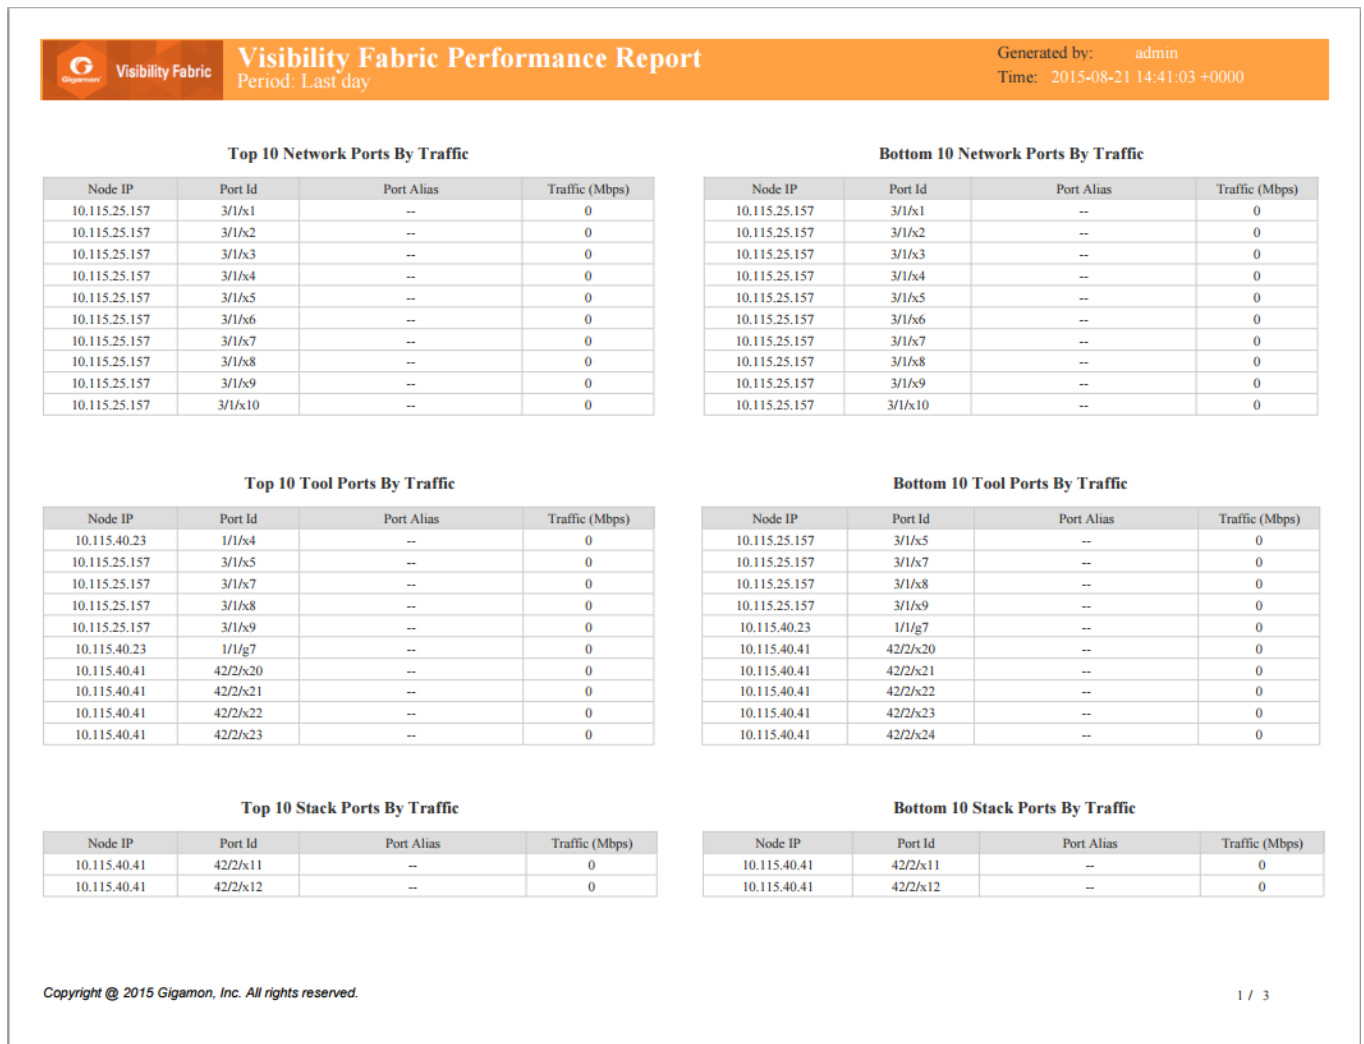 Gigamon
Visibility Fabric
Visibility Fabric Performance Report
Period: Last day
Generated by: admin
Time: 2015-08-21 14:41:03 +0000
Top 10 Network Ports By Traffic
Node IP Port Id Port Alias Traffic (Mbps)
10.115.25.157 3/1/x1 -- 0
10.115.25.157 3/1/x2 -- 0
10.115.25.157 3/1/x3 -- 0
10.115.25.157 3/1/x4 -- 0
10.115.25.157 3/1/x5 -- 0
10.115.25.157 3/1/x6 -- 0
10.115.25.157 3/1/x7 -- 0
10.115.25.157 3/1/x8 -- 0
10.115.25.157 3/1/x9 -- 0
10.115.25.157 3/1/x10 -- 0
Bottom 10 Network Ports By Traffic
Node IP Port Id Port Alias Traffic (Mbps)
10.115.25.157 3/1/x1 -- 0
10.115.25.157 3/1/x2 -- 0
10.115.25.157 3/1/x3 -- 0
10.115.25.157 3/1/x4 -- 0
10.115.25.157 3/1/x5 -- 0
10.115.25.157 3/1/x6 -- 0
10.115.25.157 3/1/x7 -- 0
10.115.25.157 3/1/x8 -- 0
10.115.25.157 3/1/x9 -- 0
10.115.25.157 3/1/x10 -- 0
Top 10 Tool Ports By Traffic
Node IP Port Id Port Alias Traffic (Mbps)
10.115.40.23 1/1/x4 -- 0
10.115.25.157 3/1/x5 -- 0
10.115.25.157 3/1/x7 -- 0
10.115.25.157 3/1/x8 -- 0
10.115.25.157 3/1/x9 -- 0
10.115.40.23 1/1/g7 -- 0
10.115.40.41 42/2/x20 -- 0
10.115.40.41 42/2/x21 -- 0
10.115.40.41 42/2/x22 -- 0
10.115.40.41 42/2/x23 -- 0
Bottom 10 Tool Ports By Traffic
Node IP Port Id Port Alias Traffic (Mbps)
10.115.25.157 3/1/x5 -- 0
10.115.25.157 3/1/x7 -- 0
10.115.25.157 3/1/x8 -- 0
10.115.25.157 3/1/x9 -- 0
10.115.40.23 1/1/g7 -- 0
10.115.40.41 42/2/x20 -- 0
10.115.40.41 42/2/x21 -- 0
10.115.40.41 42/2/x22 -- 0
10.115.40.41 42/2/x23 -- 0
10.115.40.41 42/2/x24 -- 0
Top 10 Stack Ports By Traffic
Node IP Port Id Port Alias Traffic (Mbps)
10.115.40.41 42/2/x11 -- 0
10.115.40.41 42/2/x12 -- 0
Bottom 10 Stack Ports By Traffic
Node IP Port Id Port Alias Traffic (Mbps)
10.115.40.41 42/2/x11 -- 0
10.115.40.41 42/2/x12 -- 0
Copyright @ 2015 Gigamon, Inc. All rights reserved.
1 / 3